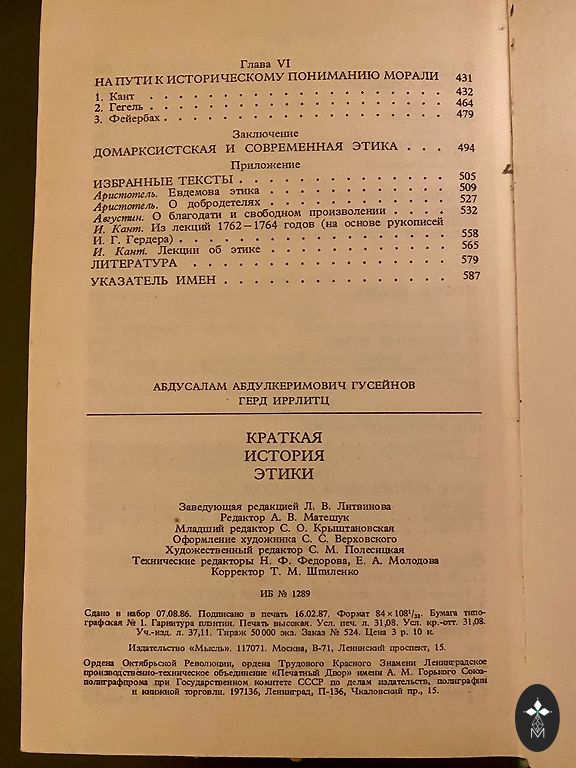 Глава VI
НА ПУТИ К ИСТОРИЧЕСКОМУ ПОНИМАНИЮ МОРАЛИ 431
1. Кант . . . . . . . . . . . . . . . . . . . . 432
2. Гегель . . . . . . . . . . . . . . . . . . . 464
3. Фейербах . . . . . . . . . . . . . . . . . . 479
Заключение
ДОМАРКСИСТСКАЯ И СОВРЕМЕННАЯ ЭТИКА . . . 494
Приложение
ИЗБРАННЫЕ ТЕКСТЫ . . . . . . . . . . . . . . 505
Аристотель. Евдемова этика . . . . . . . . . . 509
Аристотель. О добродетелях . . . . . . . . . . 527
Августин. О благодати и свободном произволении . . . . 532
И. Кант. Из лекций 1762—1764 годов (на основе рукописей
И. Г. Гердера) . . . . . . . . . . . . . . . . 558
И. Кант. Лекции об этике . . . . . . . . . . . 565
ЛИТЕРАТУРА . . . . . . . . . . . . . . . . . 579
УКАЗАТЕЛЬ ИМЕН . . . . . . . . . . . . . . . 587
АБДУСАЛАМ АБДУЛКЕРИМОВИЧ ГУСЕЙНОВ
ГЕРД ИРРЛИТЦ
КРАТКАЯ
ИСТОРИЯ
ЭТИКИ
Заведующая редакцией Л. В. Литвинова
Редактор А. В. Матешук
Младший редактор С. О. Крыштановская
Оформление художника С. С. Верховского
Художественный редактор С. М. Полесицкая
Технические редакторы Н. Ф. Федорова, Е. А. Молодова
Корректор Т. М. Шпиленко
ИБ № 1289
Сдано в набор 07.08.86. Подписано в печать 16.02.87. Формат 84×108¹/₃₂. Бумага типо-
графская № 1. Гарнитура плантин. Печать высокая. Усл. печ. л. 31,08. Усл. кр.-отт. 31,08.
Уч.-изд. л. 37,11. Тираж 50 000 экз. Заказ № 524. Цена 3 р. 10 к.
Издательство «Мысль». 117071. Москва, В-71, Ленинский проспект, 15.
Ордена Октябрьской Революции, ордена Трудового Красного Знамени Ленинградское
производственно-техническое объединение «Печатный Двор» имени А. М. Горького Союз-
полиграфпрома при Государственном комитете СССР по делам издательств, полиграфии
и книжной торговли. 197136, Ленинград, П-136, Чкаловский пр., 15.
М